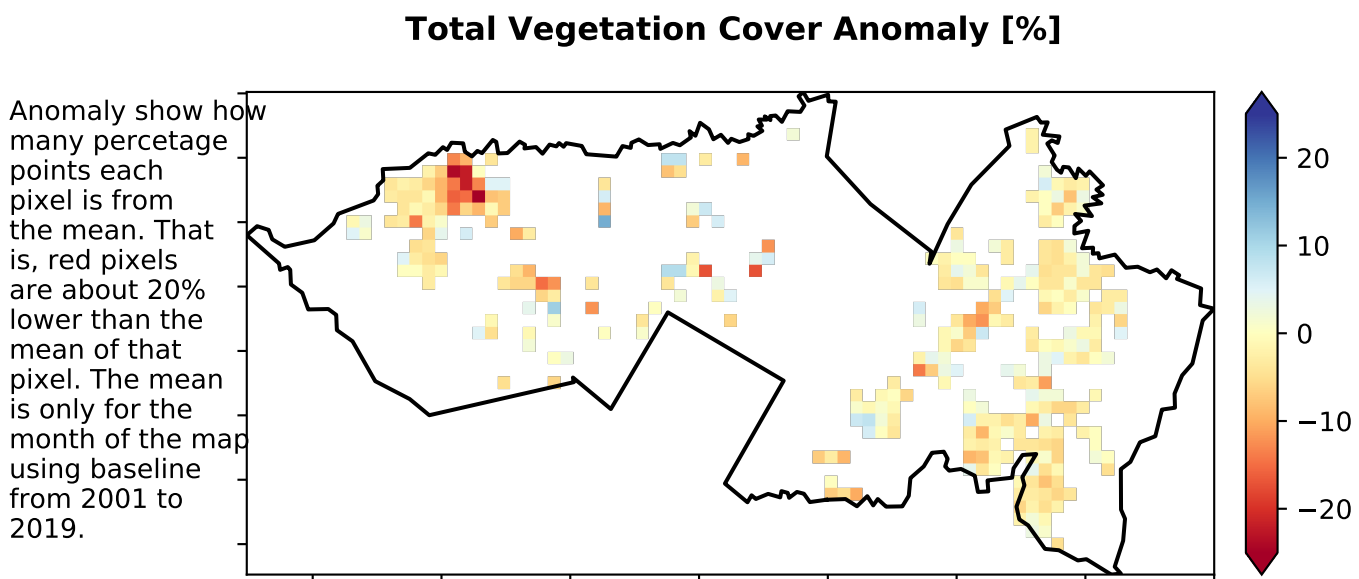 Total Vegetation Cover Anomaly [%]
Anomaly show how
many percetage
points each
pixel is from
the mean. That
is, red pixels
are about 20%
lower than the
mean of that
pixel. The mean
is only for the
month of the map
using baseline
from 2001 to
2019.
20
10
0
−10
−20